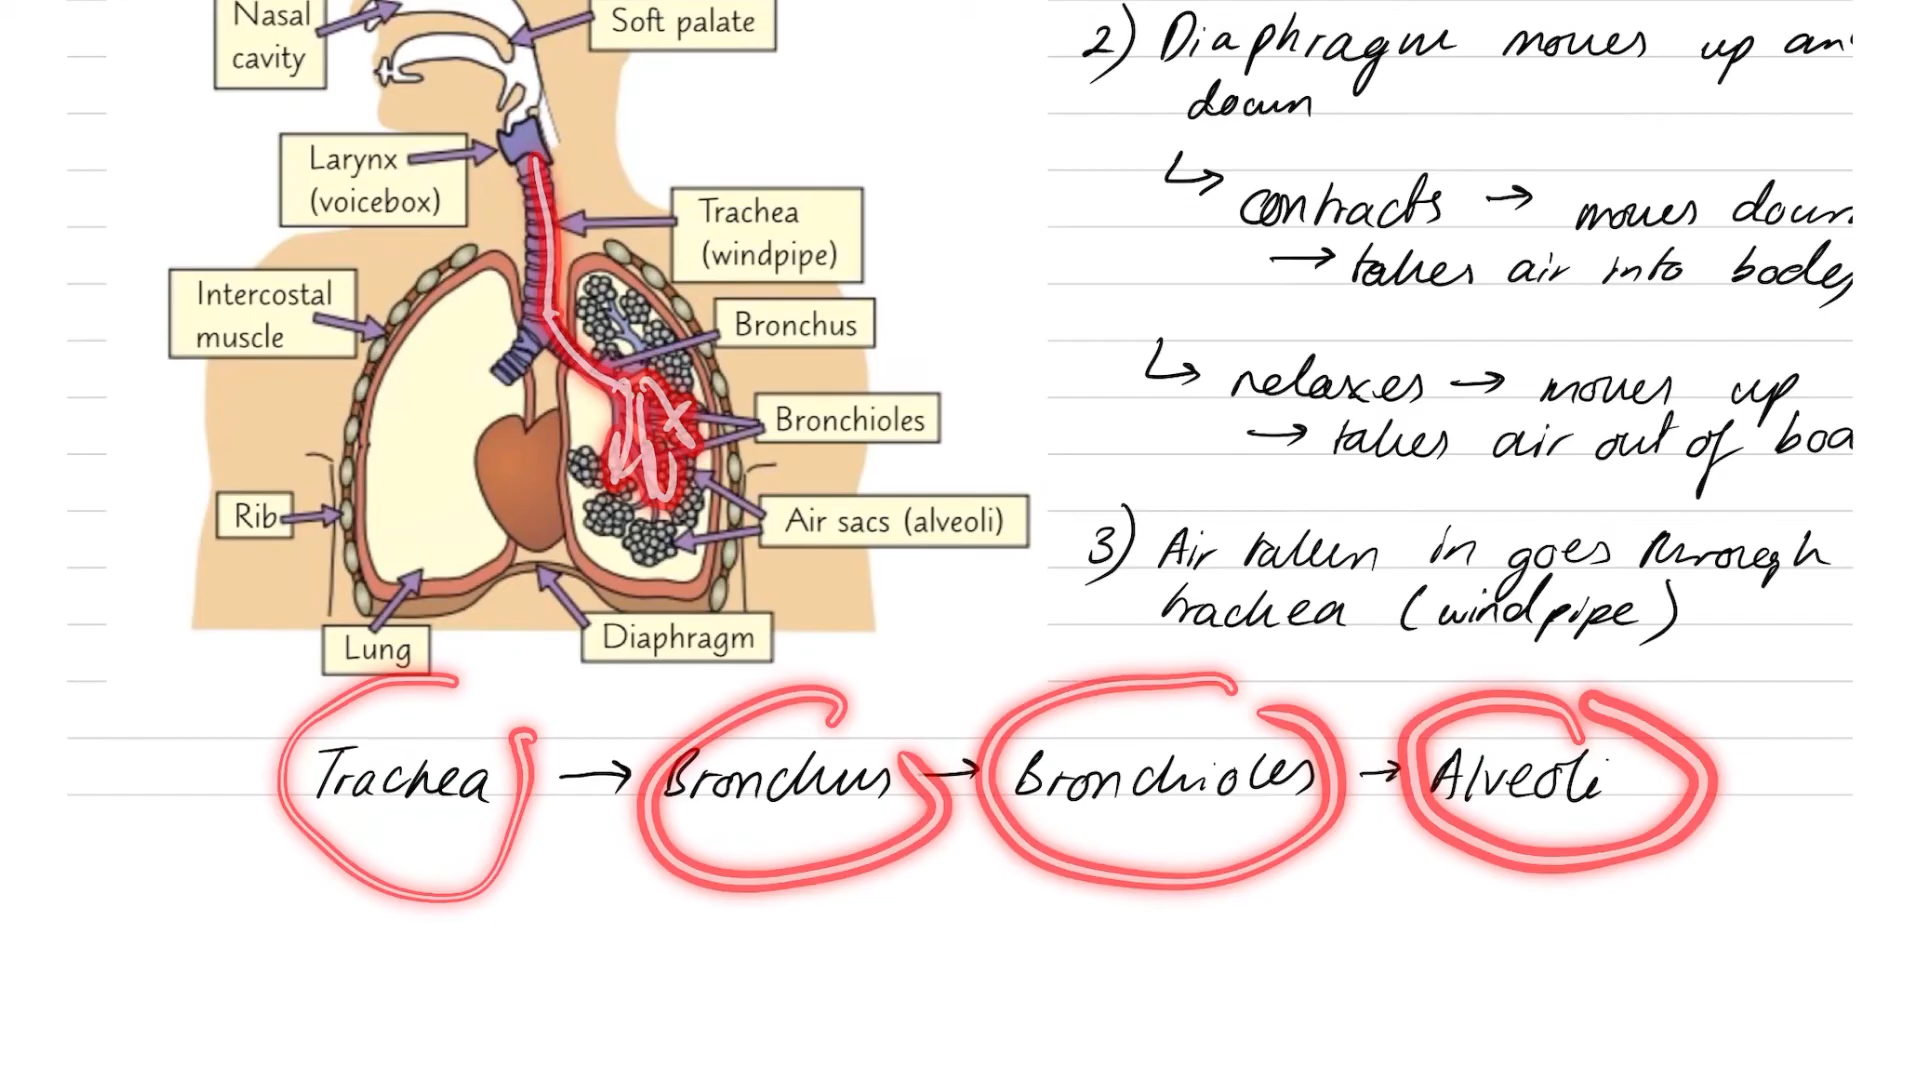 Nasal
cavity
Soft palate
Larynx
(voicebox)
Trachea
(windpipe)
Intercostal
muscle
Bronchus
Bronchioles
Rib
Air sacs (alveoli)
Lung
Diaphragm
2) Diaphragm moves up an
down
↳ contracts → moves down
→ takes air into body
↳ relaxes → moves up
→ takes air out of bod
3) Air taken in goes through
trachea (windpipe)
Trachea → Bronchus → Bronchioles → Alveoli